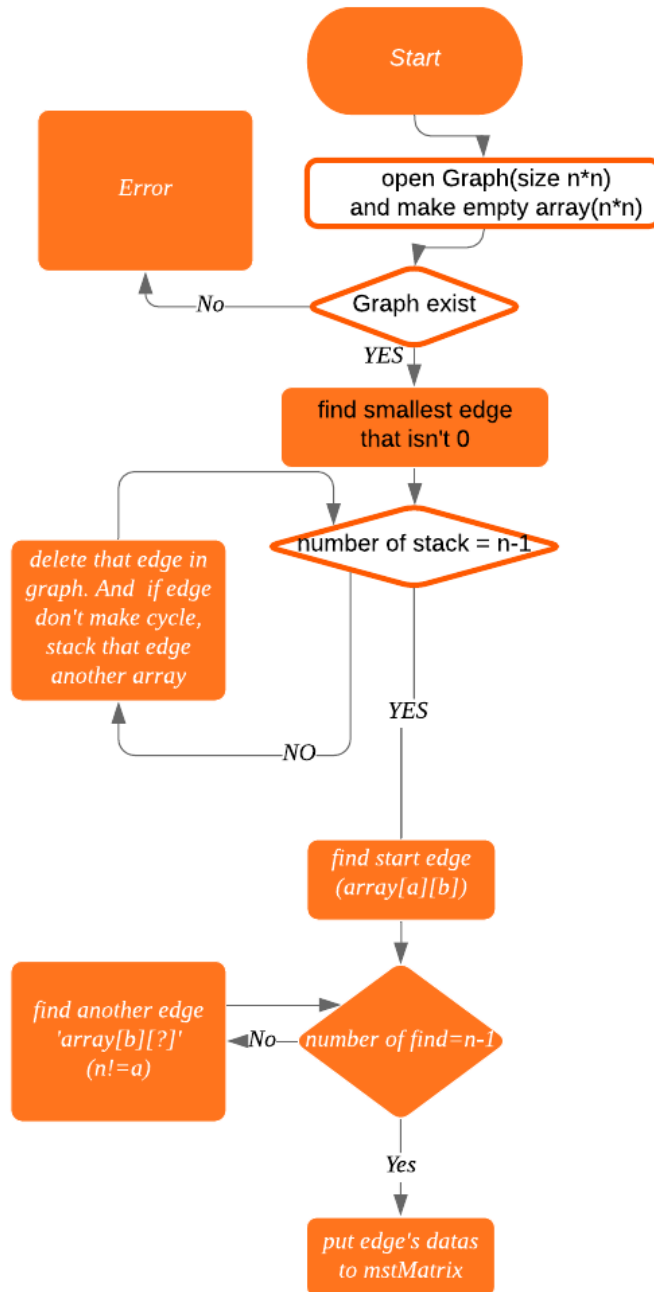 Start
open Graph(size n*n)
and make empty array(n*n)
Error
Graph exist
No
YES
find smallest edge
that isn't 0
number of stack = n-1
delete that edge in
graph. And if edge
don't make cycle,
stack that edge
another array
YES
NO
find start edge
(array[a][b])
find another edge
'array[b][?]'
(n!=a)
No
number of find=n-1
Yes
put edge's datas
to mstMatrix